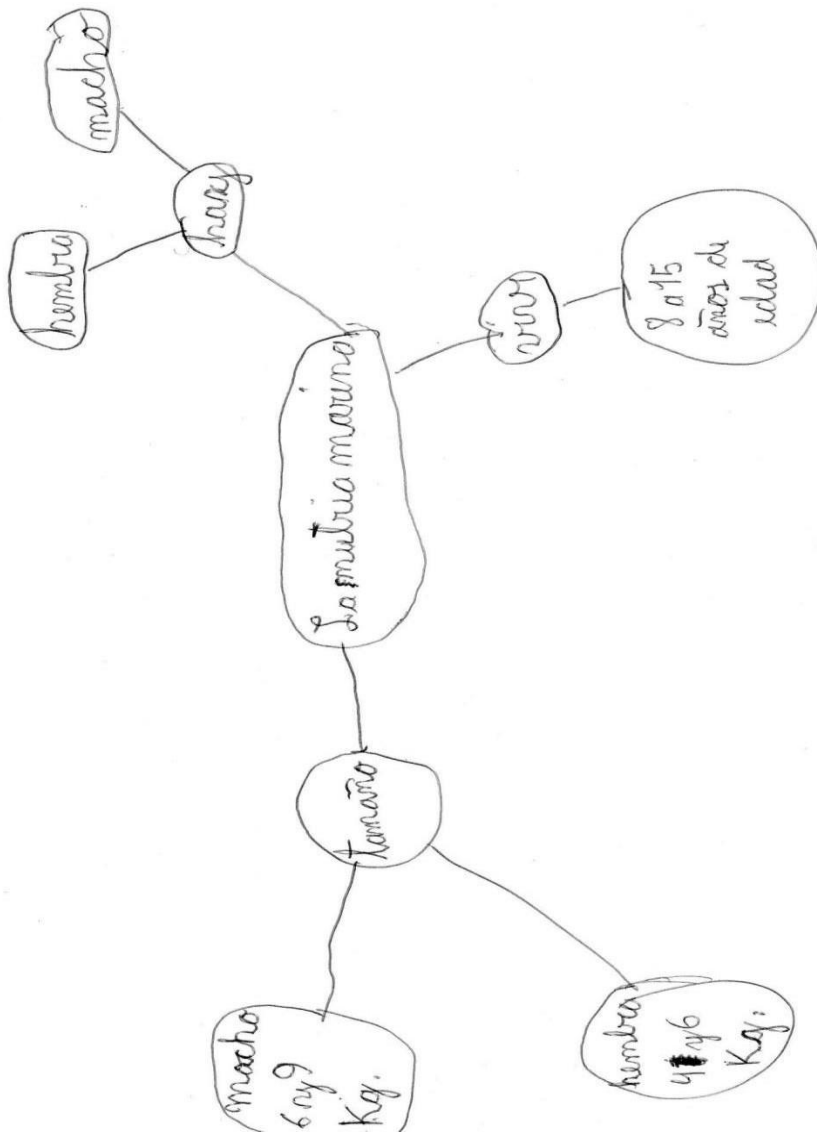 La nutria marina
hay
hembra
macho
vive
8 a 15
años de
edad
tamaño
macho
6 y 9
Kg.
hembra
4 y 6
Kg.